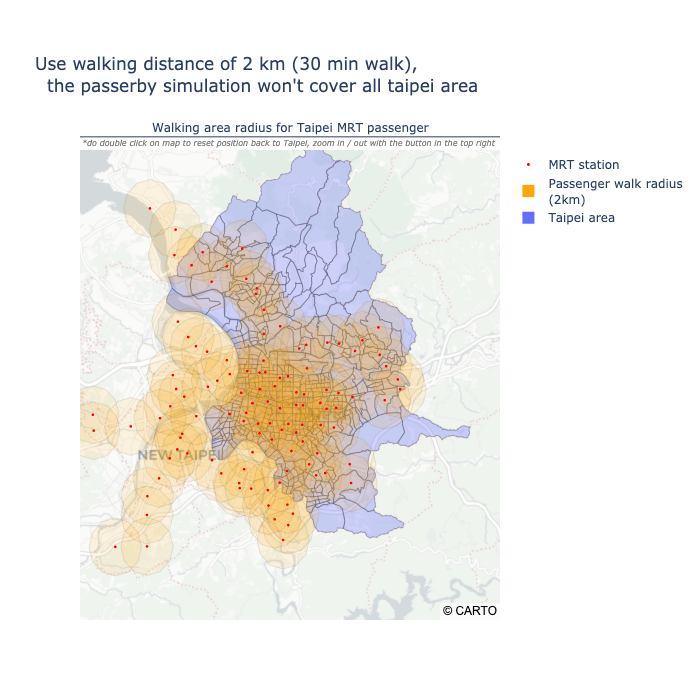 Use walking distance of 2 km (30 min walk),
the passerby simulation won't cover all taipei area
Walking area radius for Taipei MRT passenger
*do double click on map to reset position back to Taipei, zoom in / out with the button in the top right
MRT station
Passenger walk radius
(2km)
Taipei area
NEW TAIPEI
© CARTO